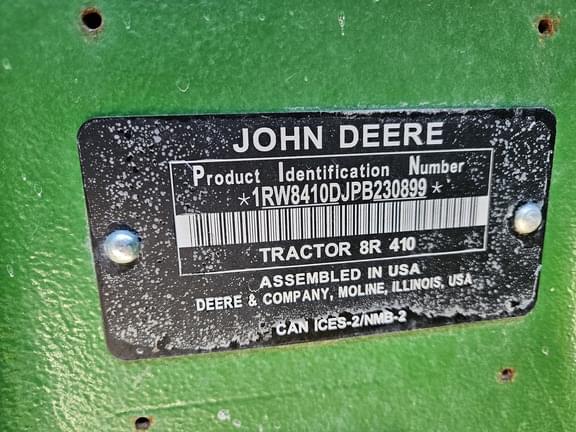 JOHN DEERE
Product Identification Number
*1RW8410DJPB230899*
TRACTOR 8R 410
ASSEMBLED IN USA
DEERE & COMPANY, MOLINE, ILLINOIS, USA
CAN ICES-2/NMB-2